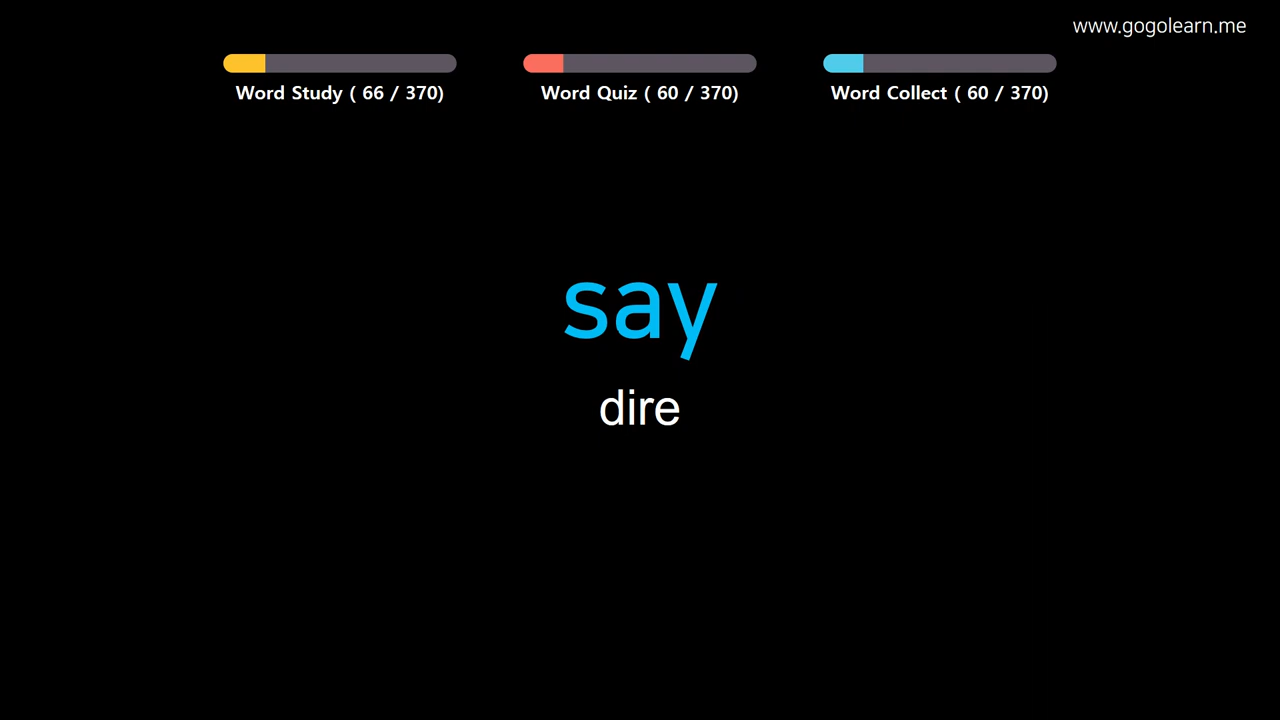 www.gogolearn.me
Word Study ( 66 / 370)
Word Quiz ( 60 / 370)
Word Collect ( 60 / 370)
say
dire